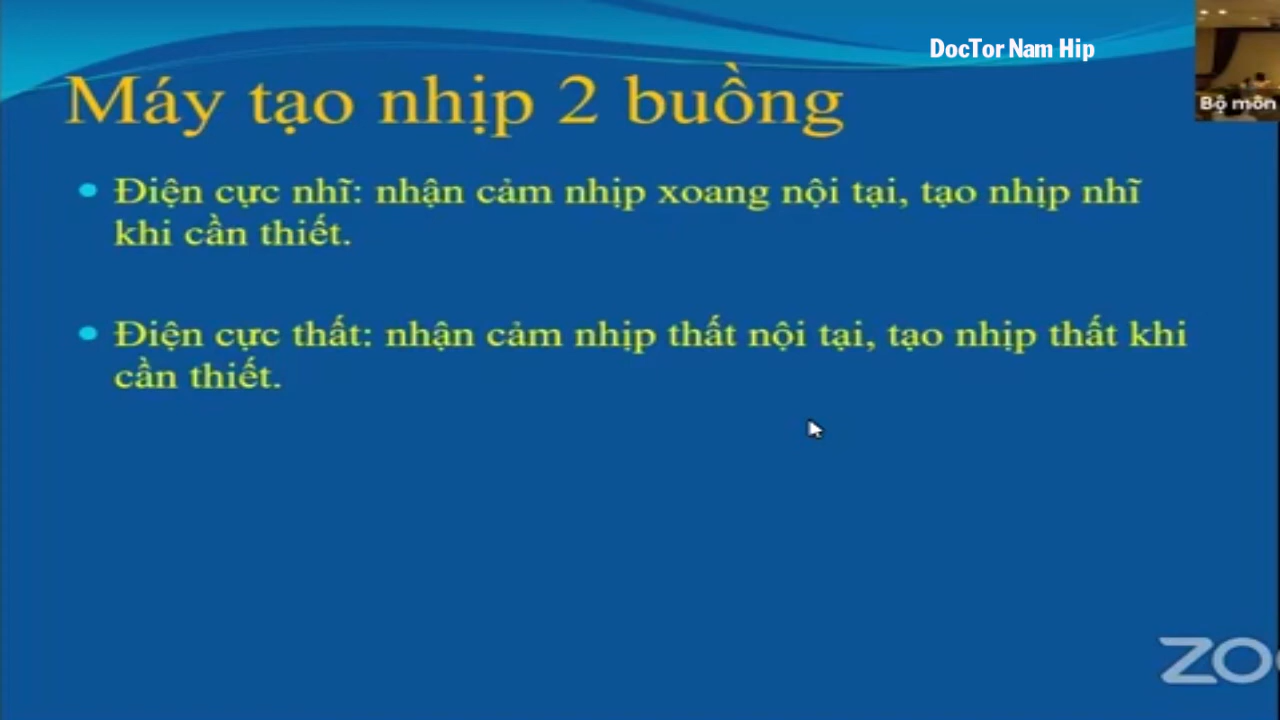 DocTor Nam Hip
Bộ môn
Máy tạo nhịp 2 buồng
Điện cực nhĩ: nhận cảm nhịp xoang nội tại, tạo nhịp nhĩ
khi cần thiết.
Điện cực thất: nhận cảm nhịp thất nội tại, tạo nhịp thất khi
cần thiết.